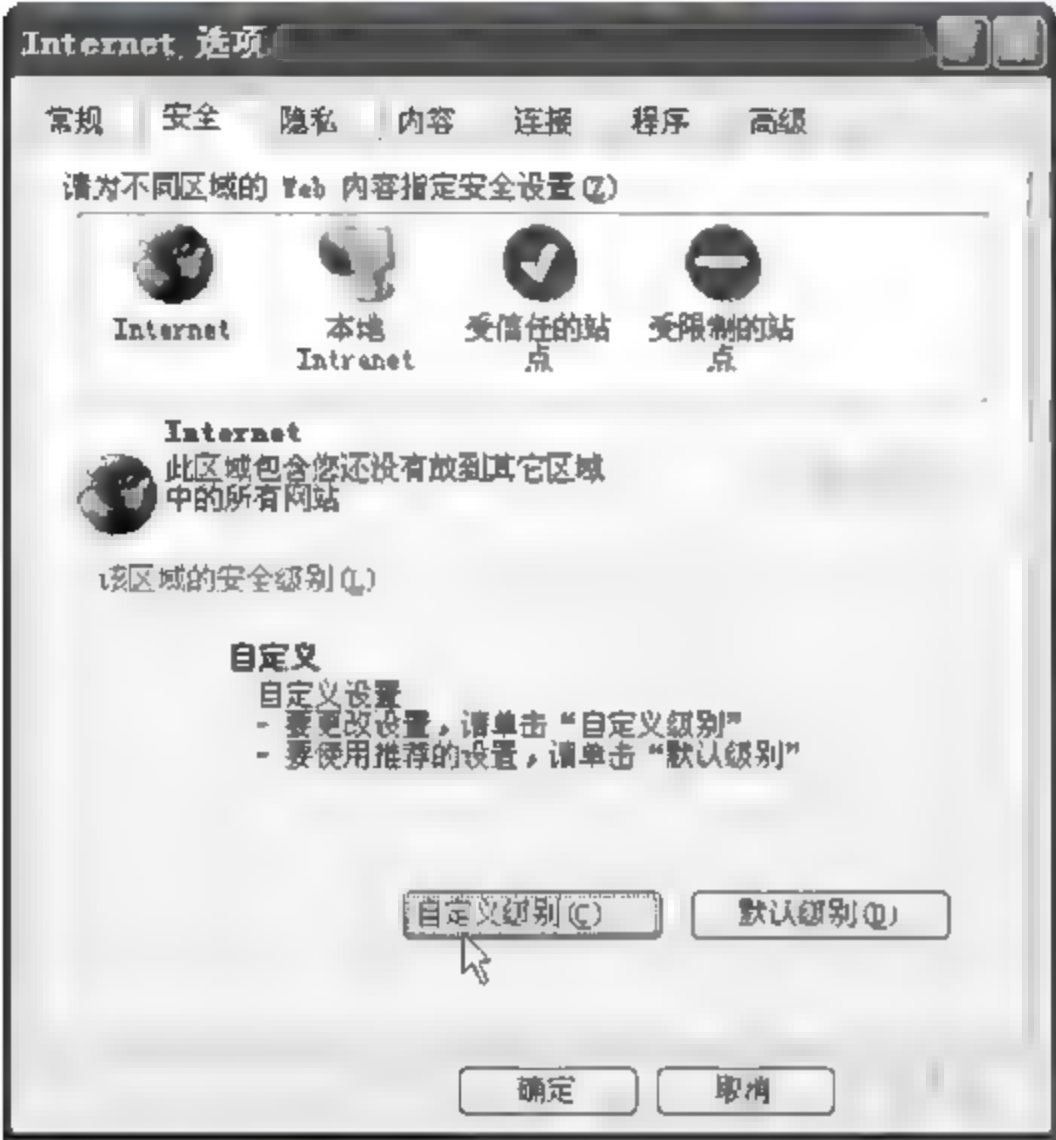 Internet 选项
常规 安全 隐私 内容 连接 程序 高级
请为不同区域的 Web 内容指定安全设置(Z)
Internet
本地
Intranet
受信任的站
点
受限制的站
点
Internet
此区域包含您还没有放到其它区域
中的所有网站
该区域的安全级别(L)
自定义
自定义设置
- 要更改设置，请单击“自定义级别”
- 要使用推荐的设置，请单击“默认级别”
自定义级别(C) 默认级别(D)
确定 取消